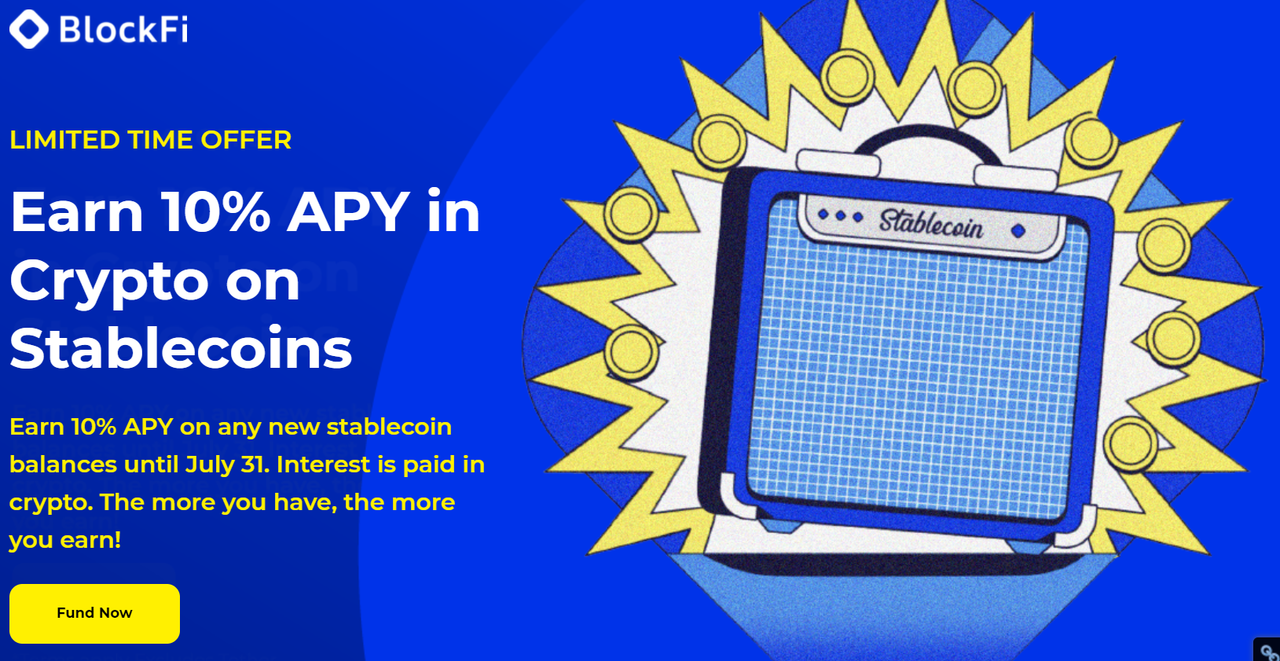 BlockFi
LIMITED TIME OFFER
Earn 10% APY in
Crypto on
Stablecoins
Earn 10% APY on any new stablecoin
balances until July 31. Interest is paid in
crypto. The more you have, the more
you earn!
Fund Now
Stablecoin